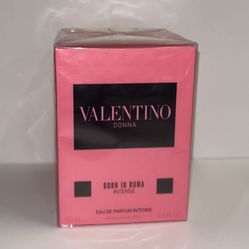 VALENTINO
DONNA
BORN IN ROMA
INTENSE
EAU DE PARFUM INTENSE